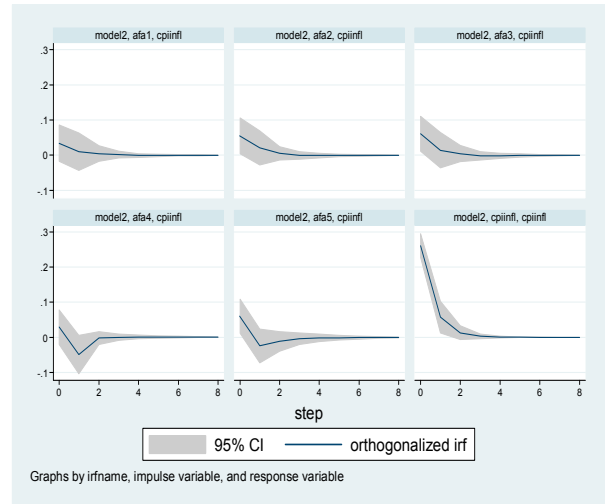 model2, afa1, cpiinfl
model2, afa2, cpiinfl
model2, afa3, cpiinfl
.3
.2
.1
0
-.1
model2, afa4, cpiinfl
model2, afa5, cpiinfl
model2, cpiinfl, cpiinfl
.3
.2
.1
0
-.1
0 2 4 6 8
0 2 4 6 8
0 2 4 6 8
step
95% CI
orthogonalized irf
Graphs by irfname, impulse variable, and response variable